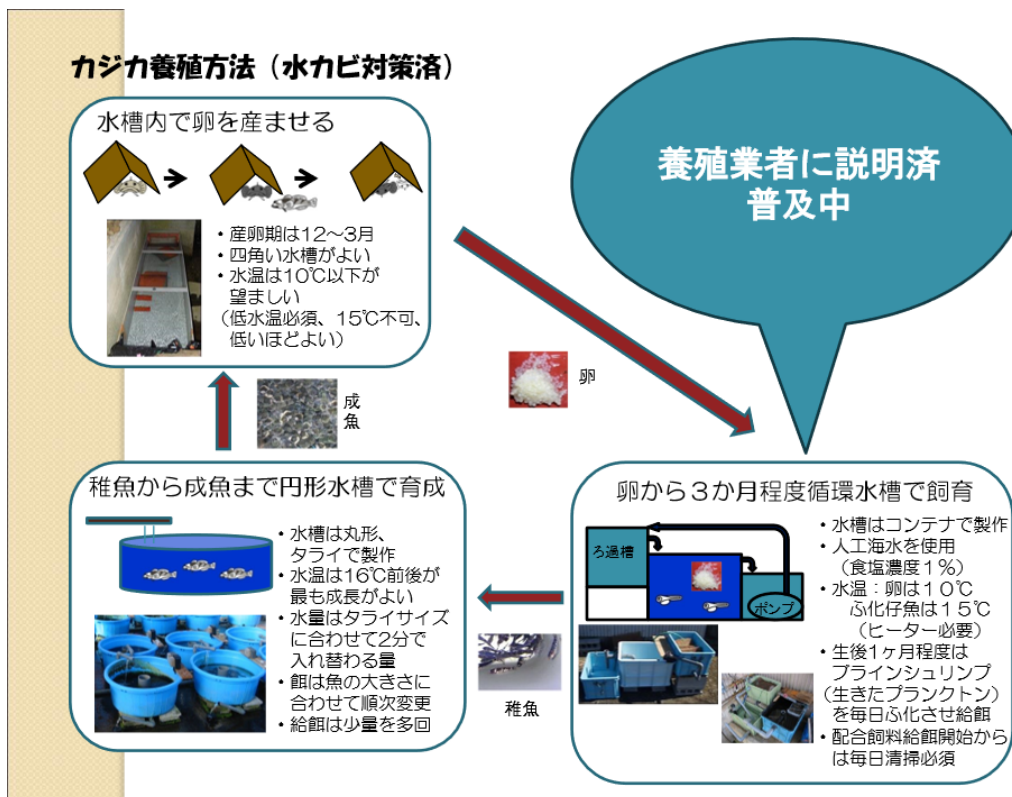 カジカ養殖方法（水カビ対策済）
水槽内で卵を産ませる
・産卵期は12～3月
・四角い水槽がよい
・水温は10℃以下が
望ましい
（低水温必須、15℃不可、
低いほどよい）
養殖業者に説明済
普及中
卵
成
魚
卵から３か月程度循環水槽で飼育
ろ過槽
ポンプ
・水槽はコンテナで製作
・人工海水を使用
（食塩濃度１％）
・水温：卵は１０℃
ふ化仔魚は１５℃
（ヒーター必要）
・生後１ヶ月程度は
ブラインシュリンプ
（生きたプランクトン）
を毎日ふ化させ給餌
・配合飼料給餌開始から
は毎日清掃必須
稚魚
稚魚から成魚まで円形水槽で育成
・水槽は丸形、
タライで製作
・水温は16℃前後が
最も成長がよい
・水量はタライサイズ
に合わせて2分で
入れ替わる量
・餌は魚の大きさに
合わせて順次変更
・給餌は少量を多回